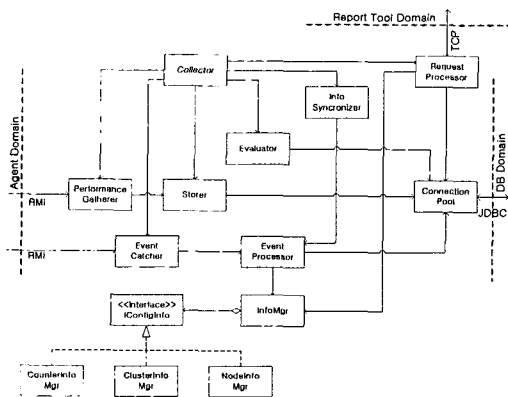 Report Tool Domain
TCP
Collector
Request
Processor
Info
Syncronizer
Evaluator
Agent Domain
DB Domain
Performance
Gatherer
Storer
Connection
Pool
RMI
JDBC
Event
Catcher
Event
Processor
RMI
<<Interface>>
IConfigInfo
InfoMgr
CounterInfo
Mgr
ClusterInfo
Mgr
NodeInfo
Mgr